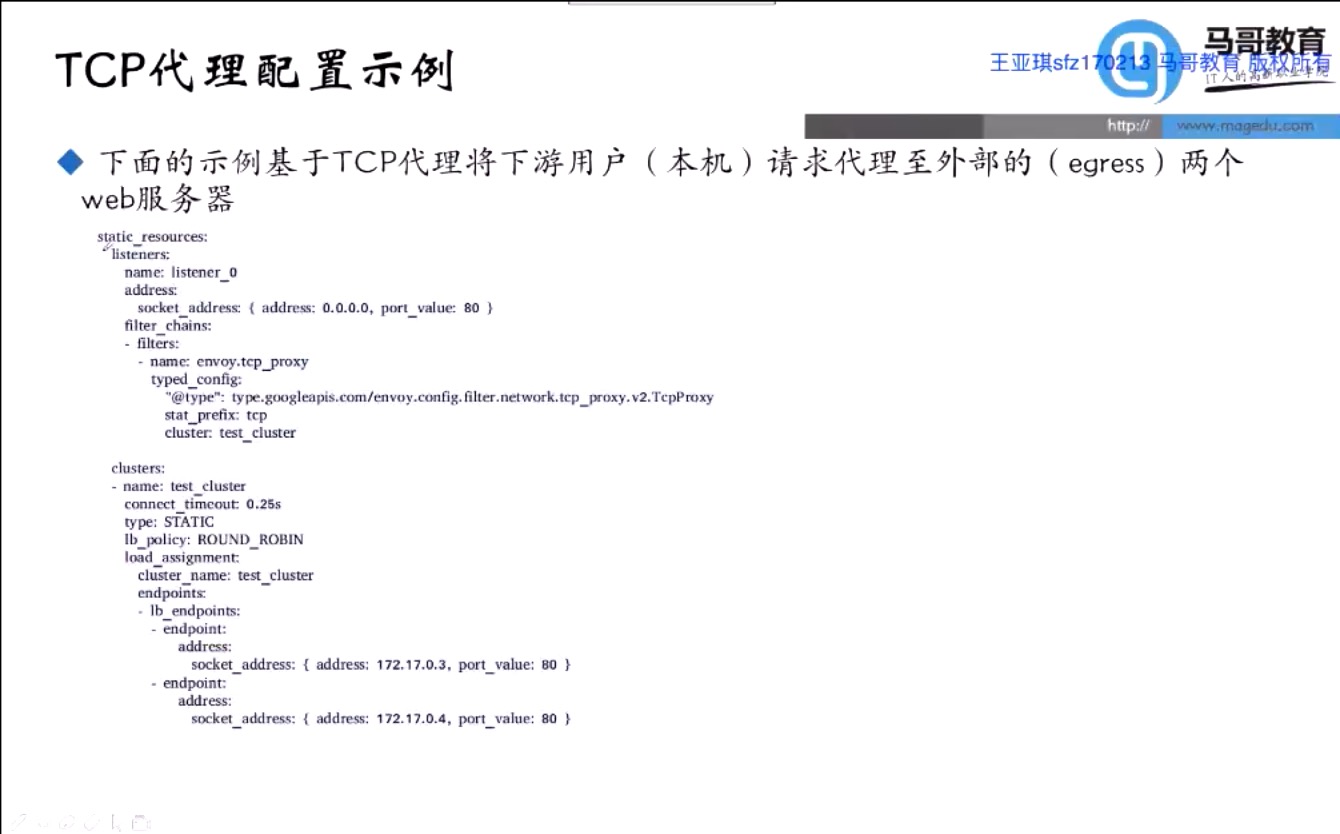 TCP代理配置示例
王亚琪sfz170213 马哥教育 版权所有
马哥教育
IT人的高薪职业学院
http:// www.magedu.com
下面的示例基于TCP代理将下游用户（本机）请求代理至外部的（egress）两个
web服务器
static_resources:
listeners:
name: listener_0
address:
socket_address: { address: 0.0.0.0, port_value: 80 }
filter_chains:
- filters:
- name: envoy.tcp_proxy
typed_config:
"@type": type.googleapis.com/envoy.config.filter.network.tcp_proxy.v2.TcpProxy
stat_prefix: tcp
cluster: test_cluster
clusters:
- name: test_cluster
connect_timeout: 0.25s
type: STATIC
lb_policy: ROUND_ROBIN
load_assignment:
cluster_name: test_cluster
endpoints:
- lb_endpoints:
- endpoint:
address:
socket_address: { address: 172.17.0.3, port_value: 80 }
- endpoint:
address:
socket_address: { address: 172.17.0.4, port_value: 80 }